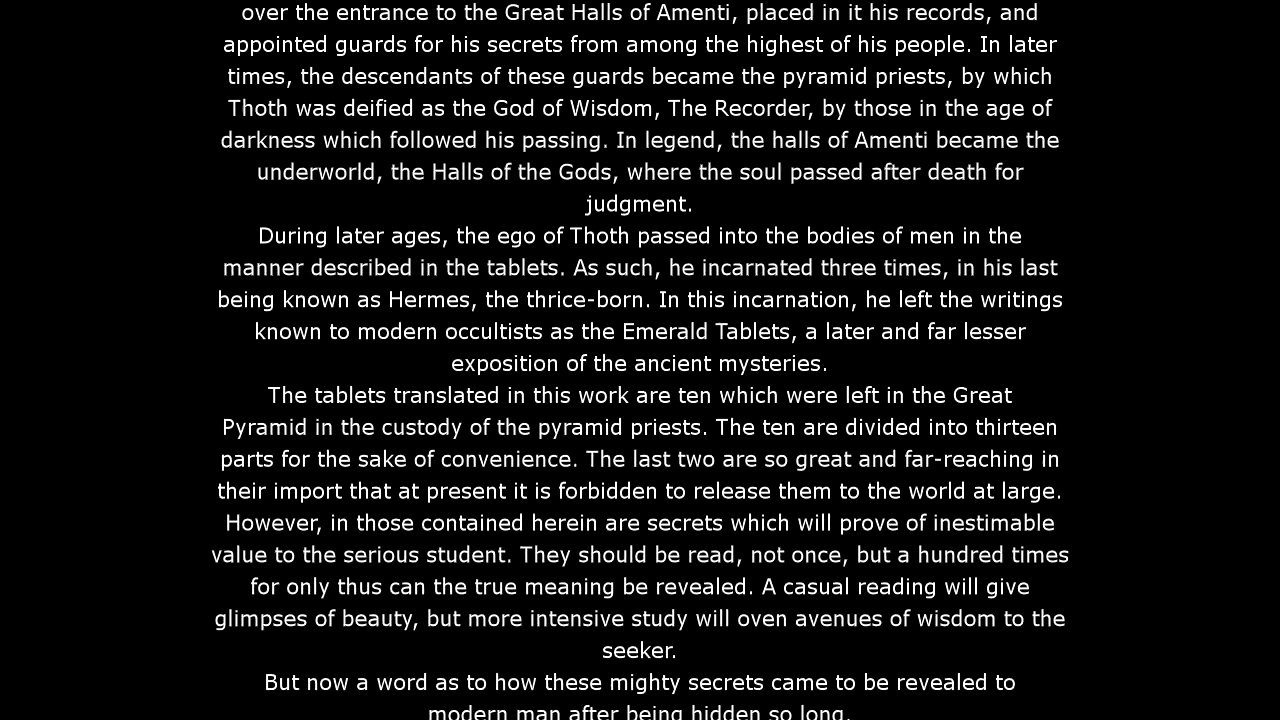 over the entrance to the Great Halls of Amenti, placed in it his records, and
appointed guards for his secrets from among the highest of his people. In later
times, the descendants of these guards became the pyramid priests, by which
Thoth was deified as the God of Wisdom, The Recorder, by those in the age of
darkness which followed his passing. In legend, the halls of Amenti became the
underworld, the Halls of the Gods, where the soul passed after death for
judgment.
During later ages, the ego of Thoth passed into the bodies of men in the
manner described in the tablets. As such, he incarnated three times, in his last
being known as Hermes, the thrice-born. In this incarnation, he left the writings
known to modern occultists as the Emerald Tablets, a later and far lesser
exposition of the ancient mysteries.
The tablets translated in this work are ten which were left in the Great
Pyramid in the custody of the pyramid priests. The ten are divided into thirteen
parts for the sake of convenience. The last two are so great and far-reaching in
their import that at present it is forbidden to release them to the world at large.
However, in those contained herein are secrets which will prove of inestimable
value to the serious student. They should be read, not once, but a hundred times
for only thus can the true meaning be revealed. A casual reading will give
glimpses of beauty, but more intensive study will oven avenues of wisdom to the
seeker.
But now a word as to how these mighty secrets came to be revealed to
modern man after being hidden so long.